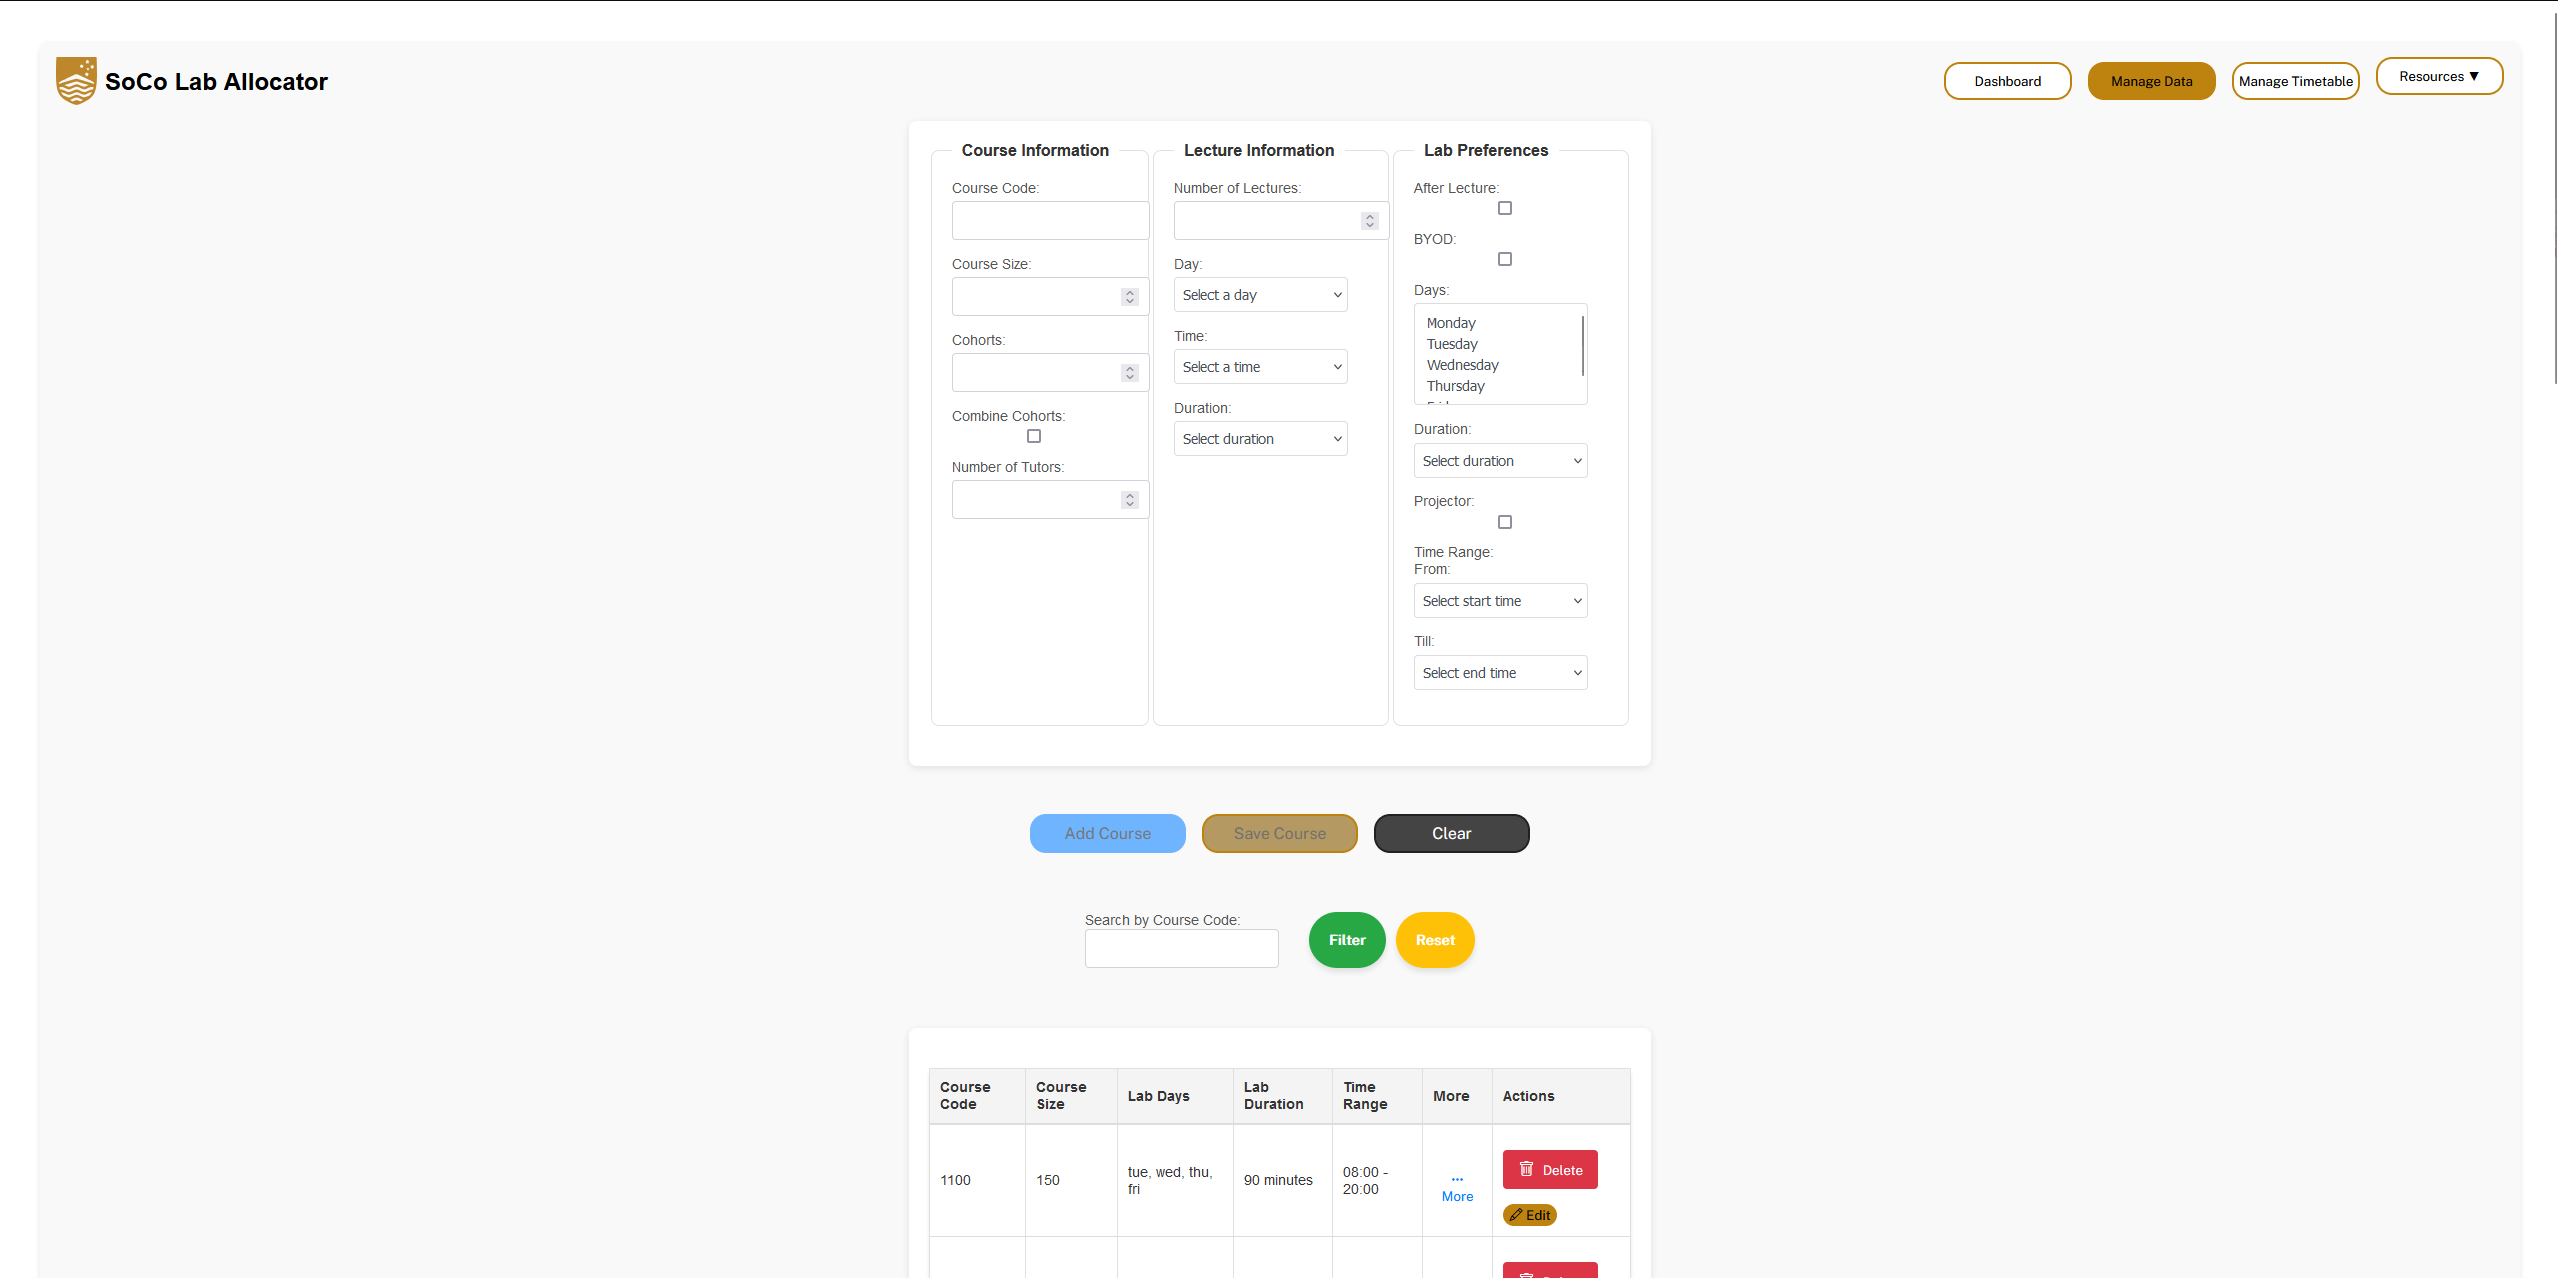 SoCo Lab Allocator
Dashboard
Manage Data
Manage Timetable
Resources ▼
Course Information
Course Code:
Course Size:
Cohorts:
Combine Cohorts:
Number of Tutors:
Lecture Information
Number of Lectures:
Day:
Select a day
Time:
Select a time
Duration:
Select duration
Lab Preferences
After Lecture:
BYOD:
Days:
Monday
Tuesday
Wednesday
Thursday
Duration:
Select duration
Projector:
Time Range:
From:
Select start time
Till:
Select end time
Add Course
Save Course
Clear
Search by Course Code:
Filter
Reset
Course
Code
Course
Size
Lab Days
Lab
Duration
Time
Range
More
Actions
1100
150
tue, wed, thu,
fri
90 minutes
08:00 -
20:00
...
More
Delete
Edit